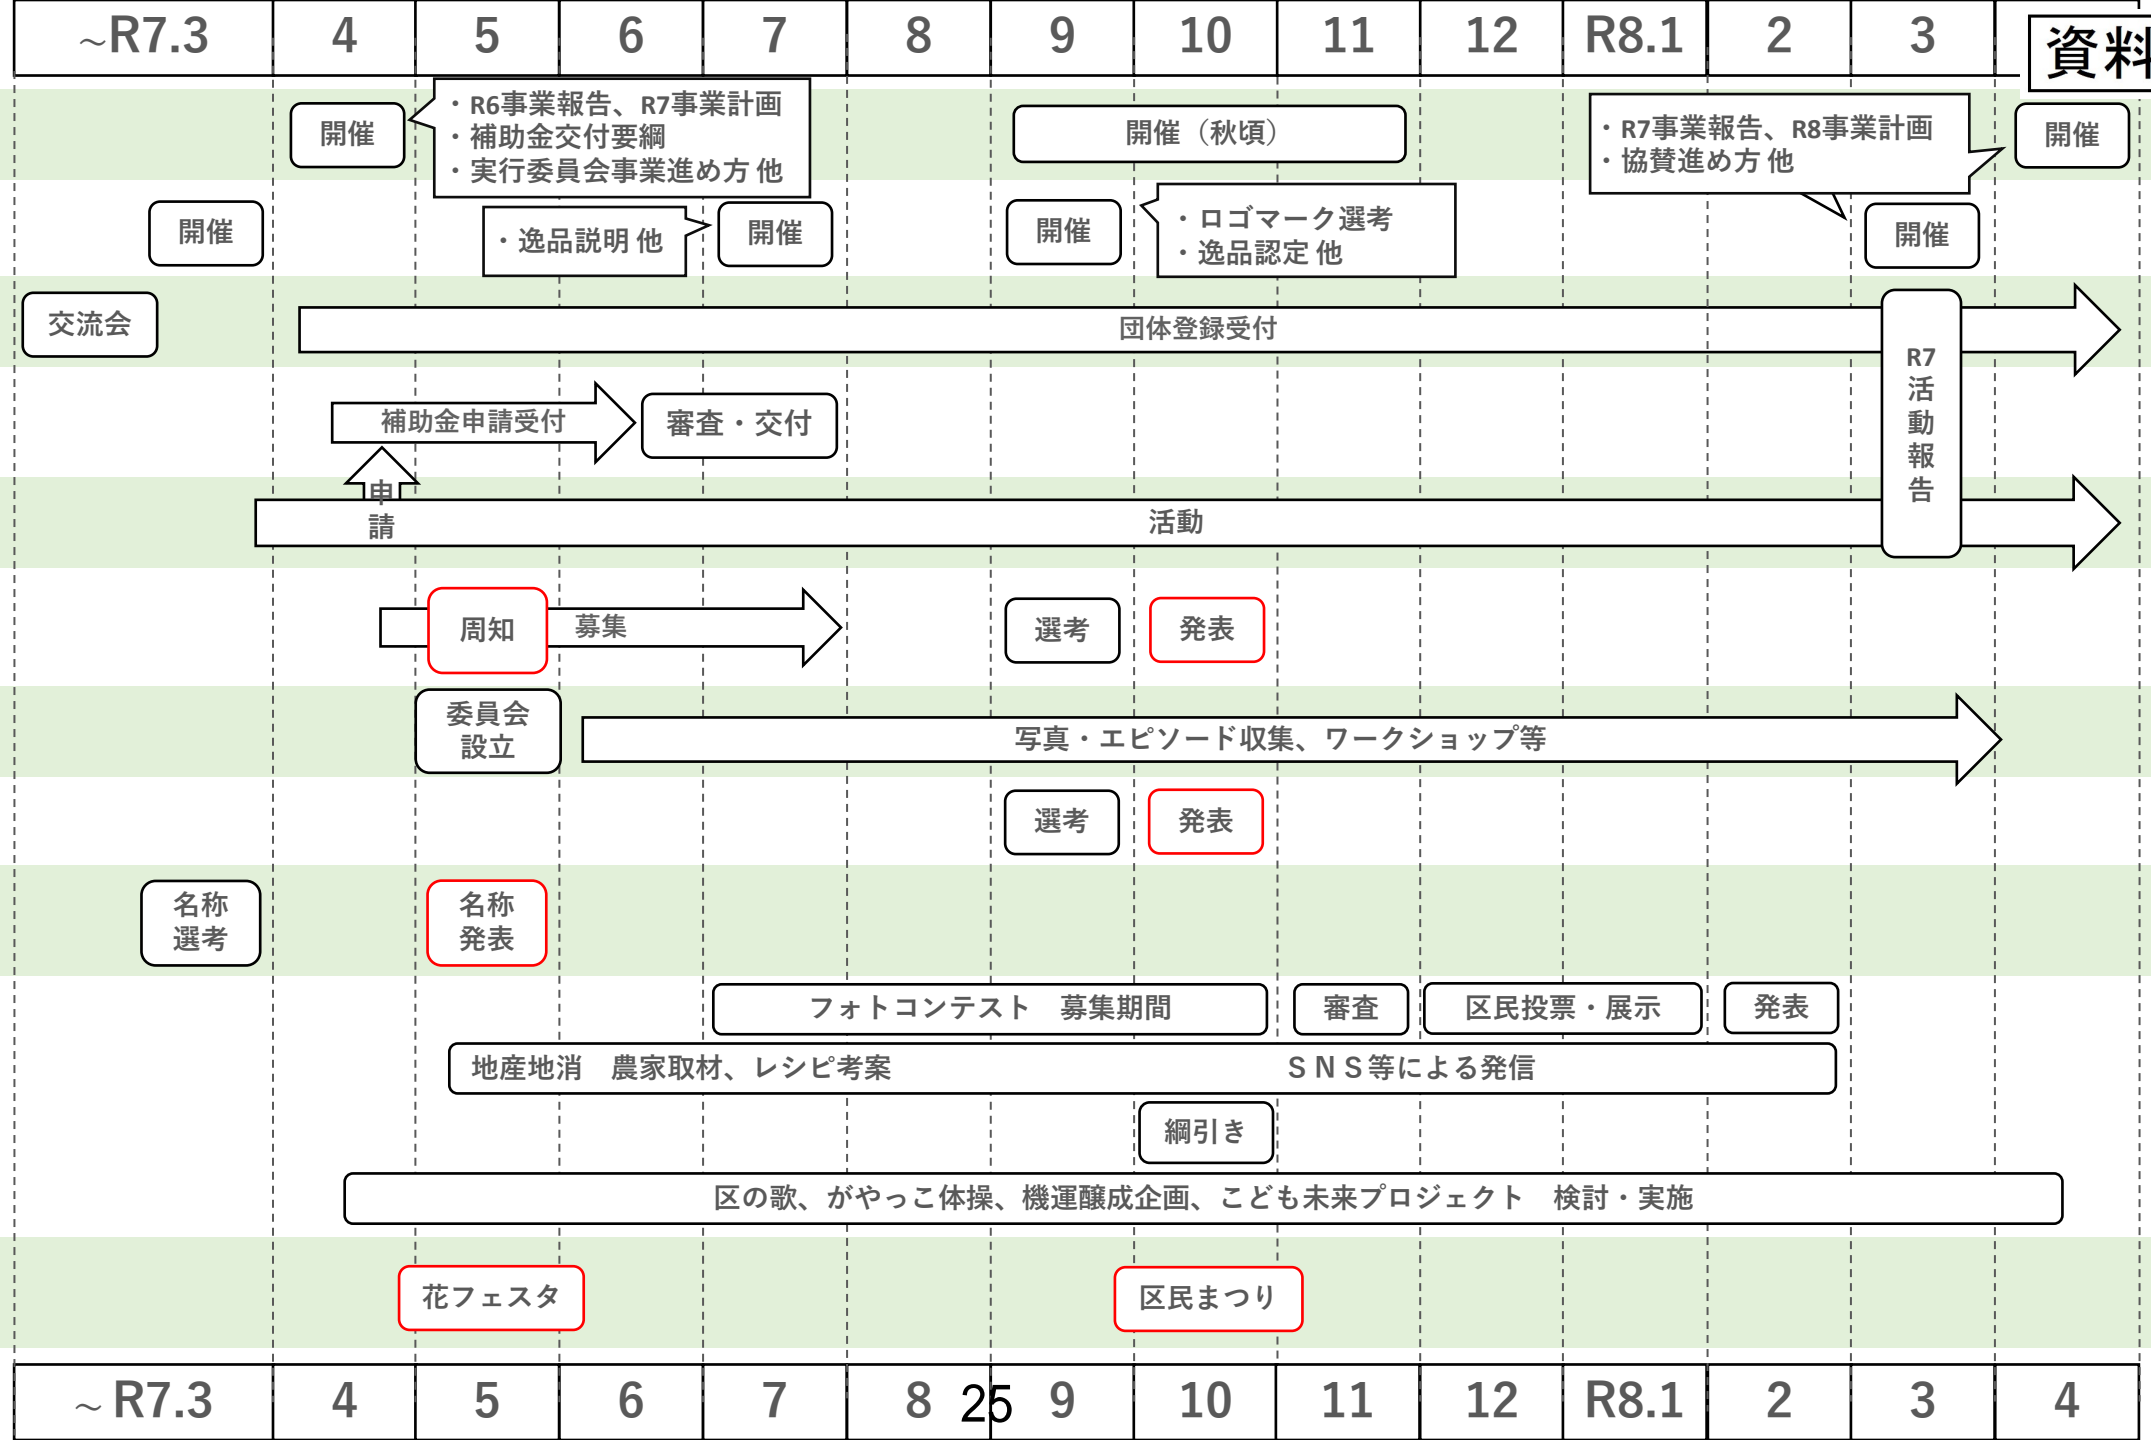 ～R7.3 4 5 6 7 8 9 10 11 12 R8.1 2 3
資料
開催
・R6事業報告、R7事業計画
・補助金交付要綱
・実行委員会事業進め方 他
開催（秋頃）
・R7事業報告、R8事業計画
・協賛進め方 他
開催
開催
・逸品説明 他
開催
開催
・ロゴマーク選考
・逸品認定 他
開催
交流会
団体登録受付
R7
活
動
報
告
補助金申請受付
審査・交付
申
請
活動
周知
募集
選考
発表
委員会
設立
写真・エピソード収集、ワークショップ等
選考
発表
名称
選考
名称
発表
フォトコンテスト　募集期間
審査
区民投票・展示
発表
地産地消　農家取材、レシピ考案
ＳＮＳ等による発信
綱引き
区の歌、がやっこ体操、機運醸成企画、こども未来プロジェクト　検討・実施
花フェスタ
区民まつり
～R7.3 4 5 6 7 8 9 10 11 12 R8.1 2 3 4
25